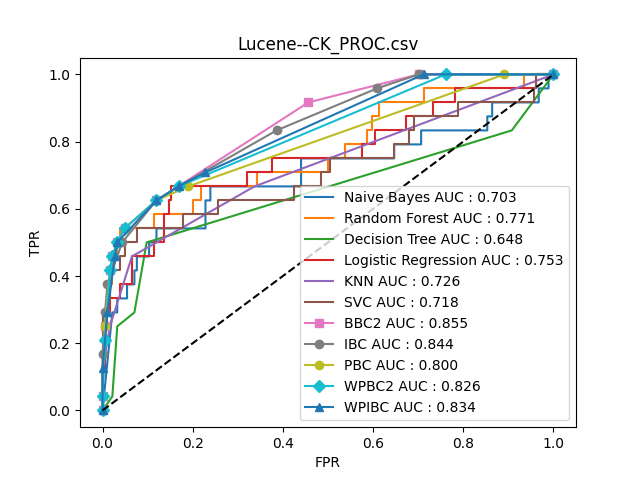 Lucene--CK_PROC.csv
1.0
0.8
0.6
0.4
0.2
0.0
TPR
Naive Bayes AUC : 0.703
Random Forest AUC : 0.771
Decision Tree AUC : 0.648
Logistic Regression AUC : 0.753
KNN AUC : 0.726
SVC AUC : 0.718
BBC2 AUC : 0.855
IBC AUC : 0.844
PBC AUC : 0.800
WPBC2 AUC : 0.826
WPIBC AUC : 0.834
0.0 0.2 0.4 0.6 0.8 1.0
FPR